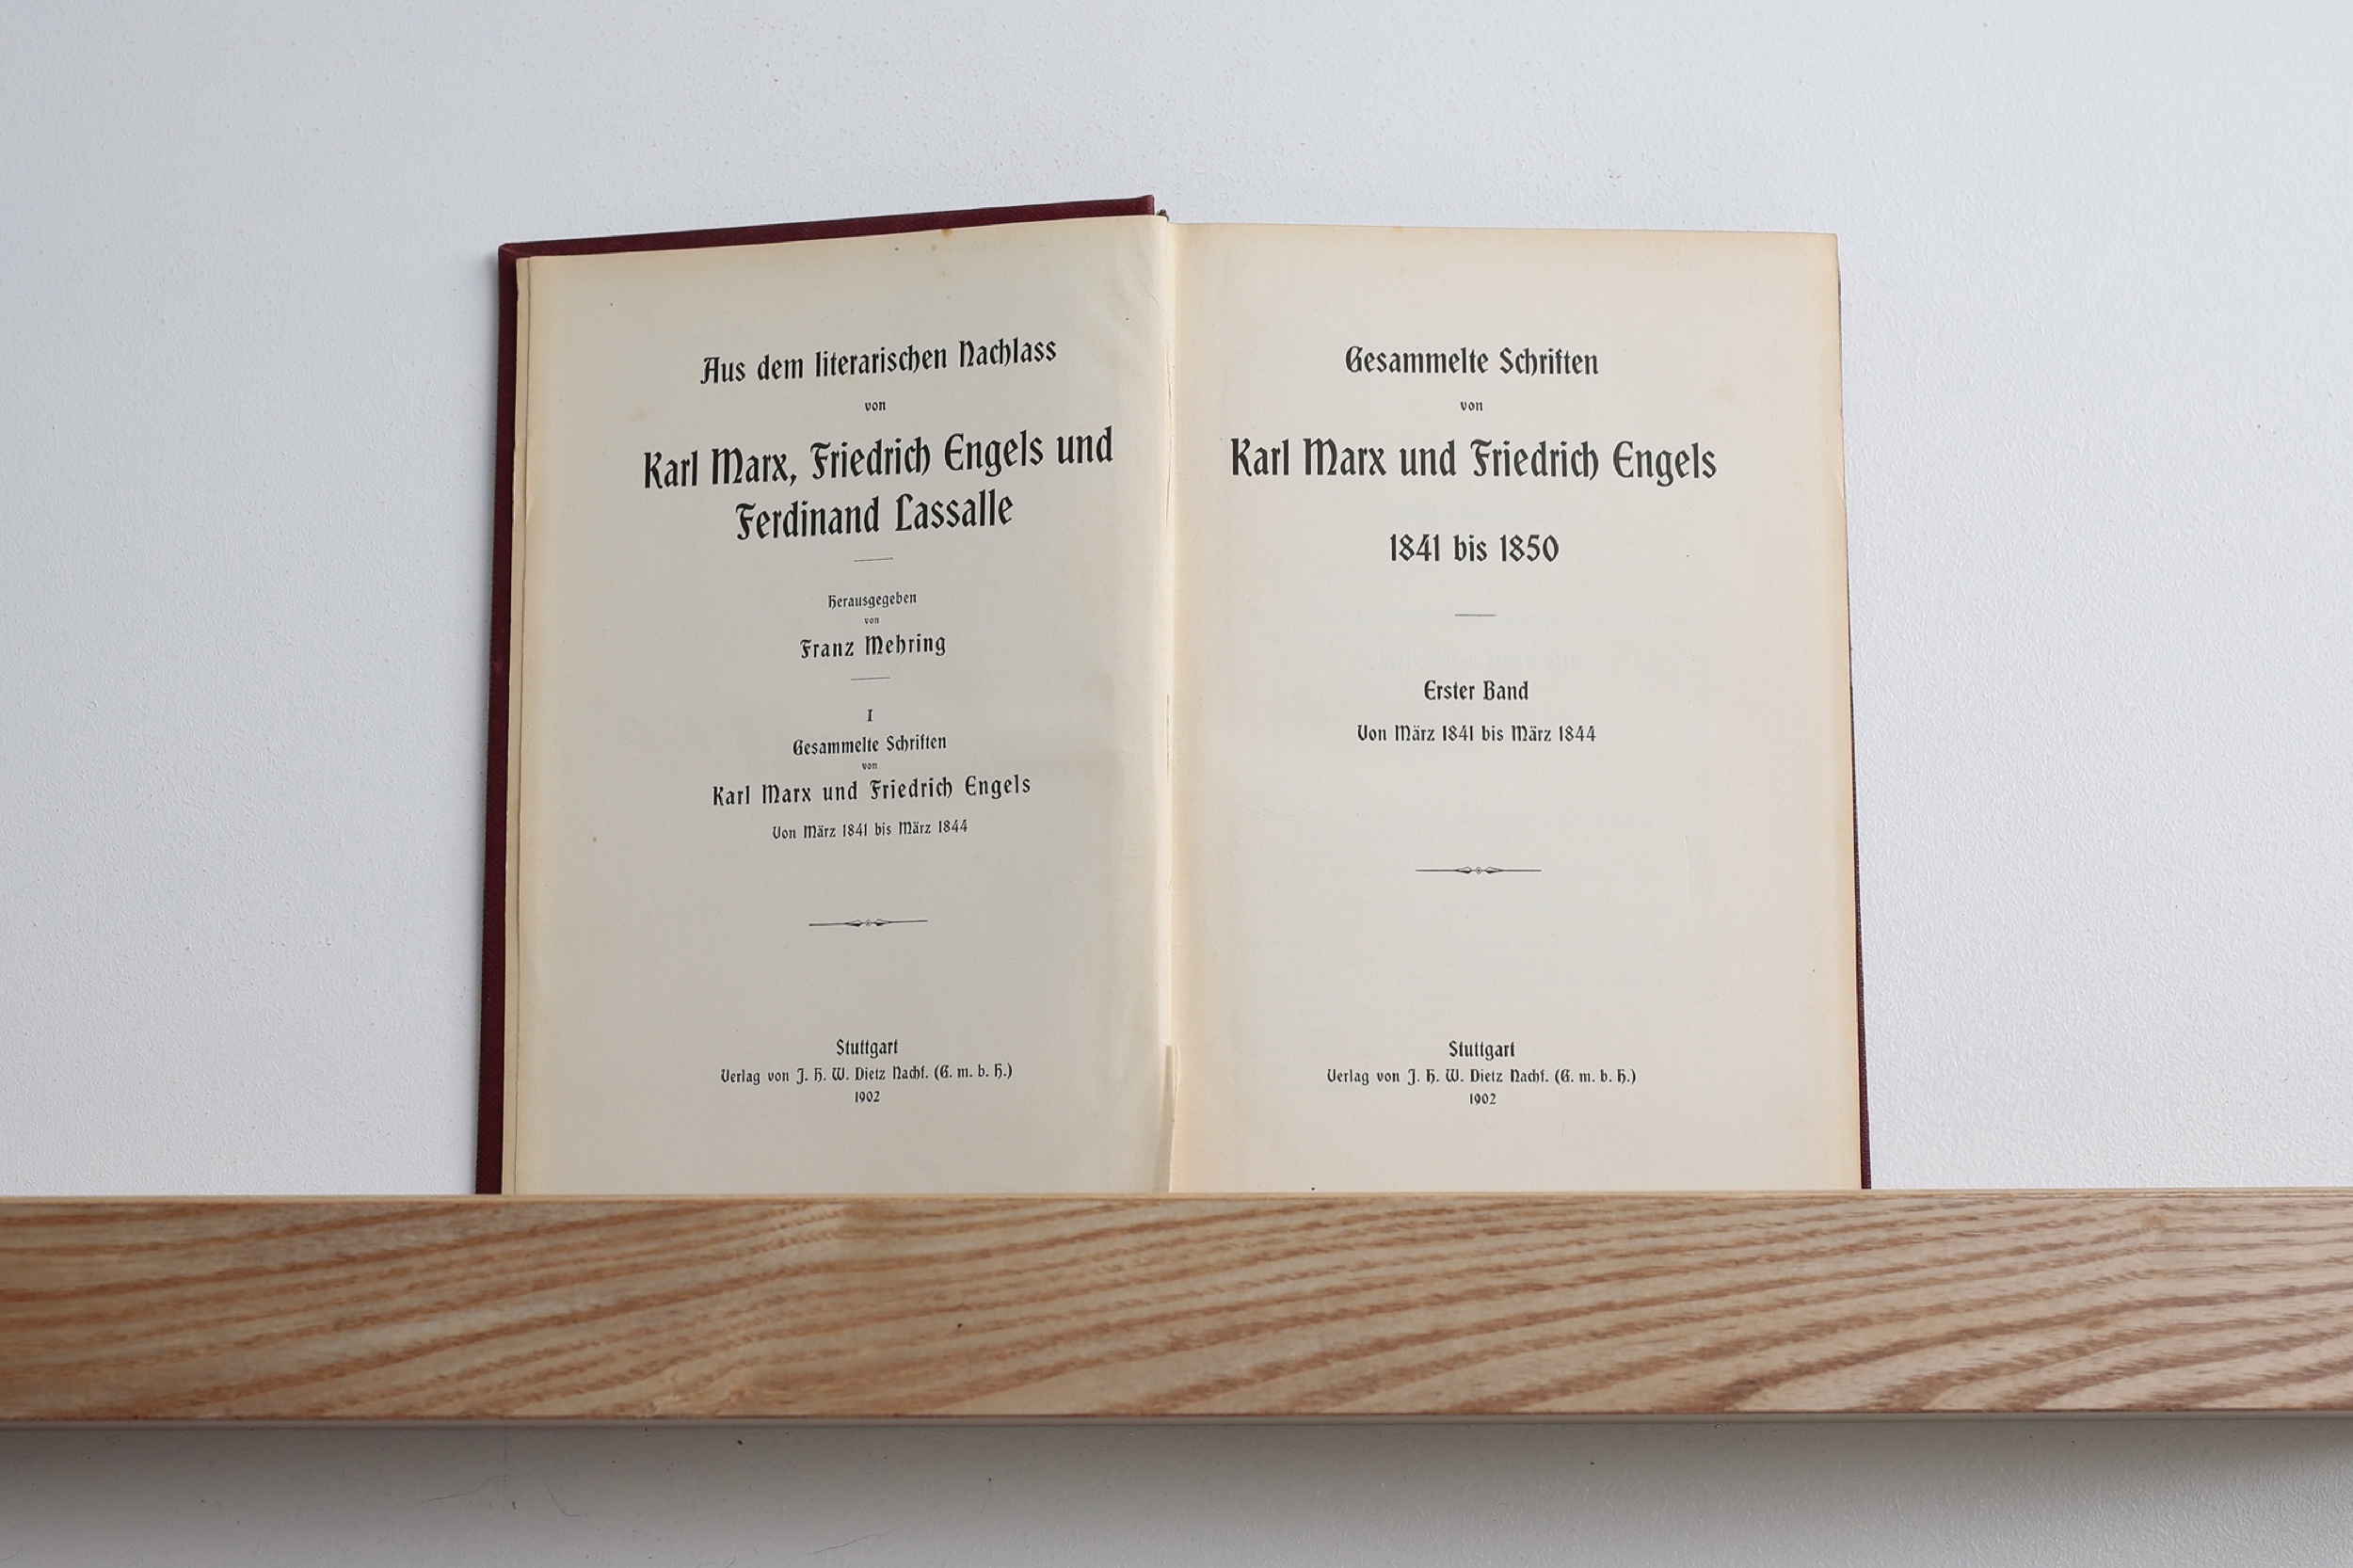 Aus dem literarischen Nachlass
von
Karl Marx, Friedrich Engels und
Ferdinand Lassalle
Herausgegeben
von
Franz Mehring
I
Gesammelte Schriften
von
Karl Marx und Friedrich Engels
Von März 1841 bis März 1844
Stuttgart
Verlag von J. H. W. Dietz Nachf. (G. m. b. H.)
1902
Gesammelte Schriften
von
Karl Marx und Friedrich Engels
1841 bis 1850
Erster Band
Von März 1841 bis März 1844
Stuttgart
Verlag von J. H. W. Dietz Nachf. (G. m. b. H.)
1902